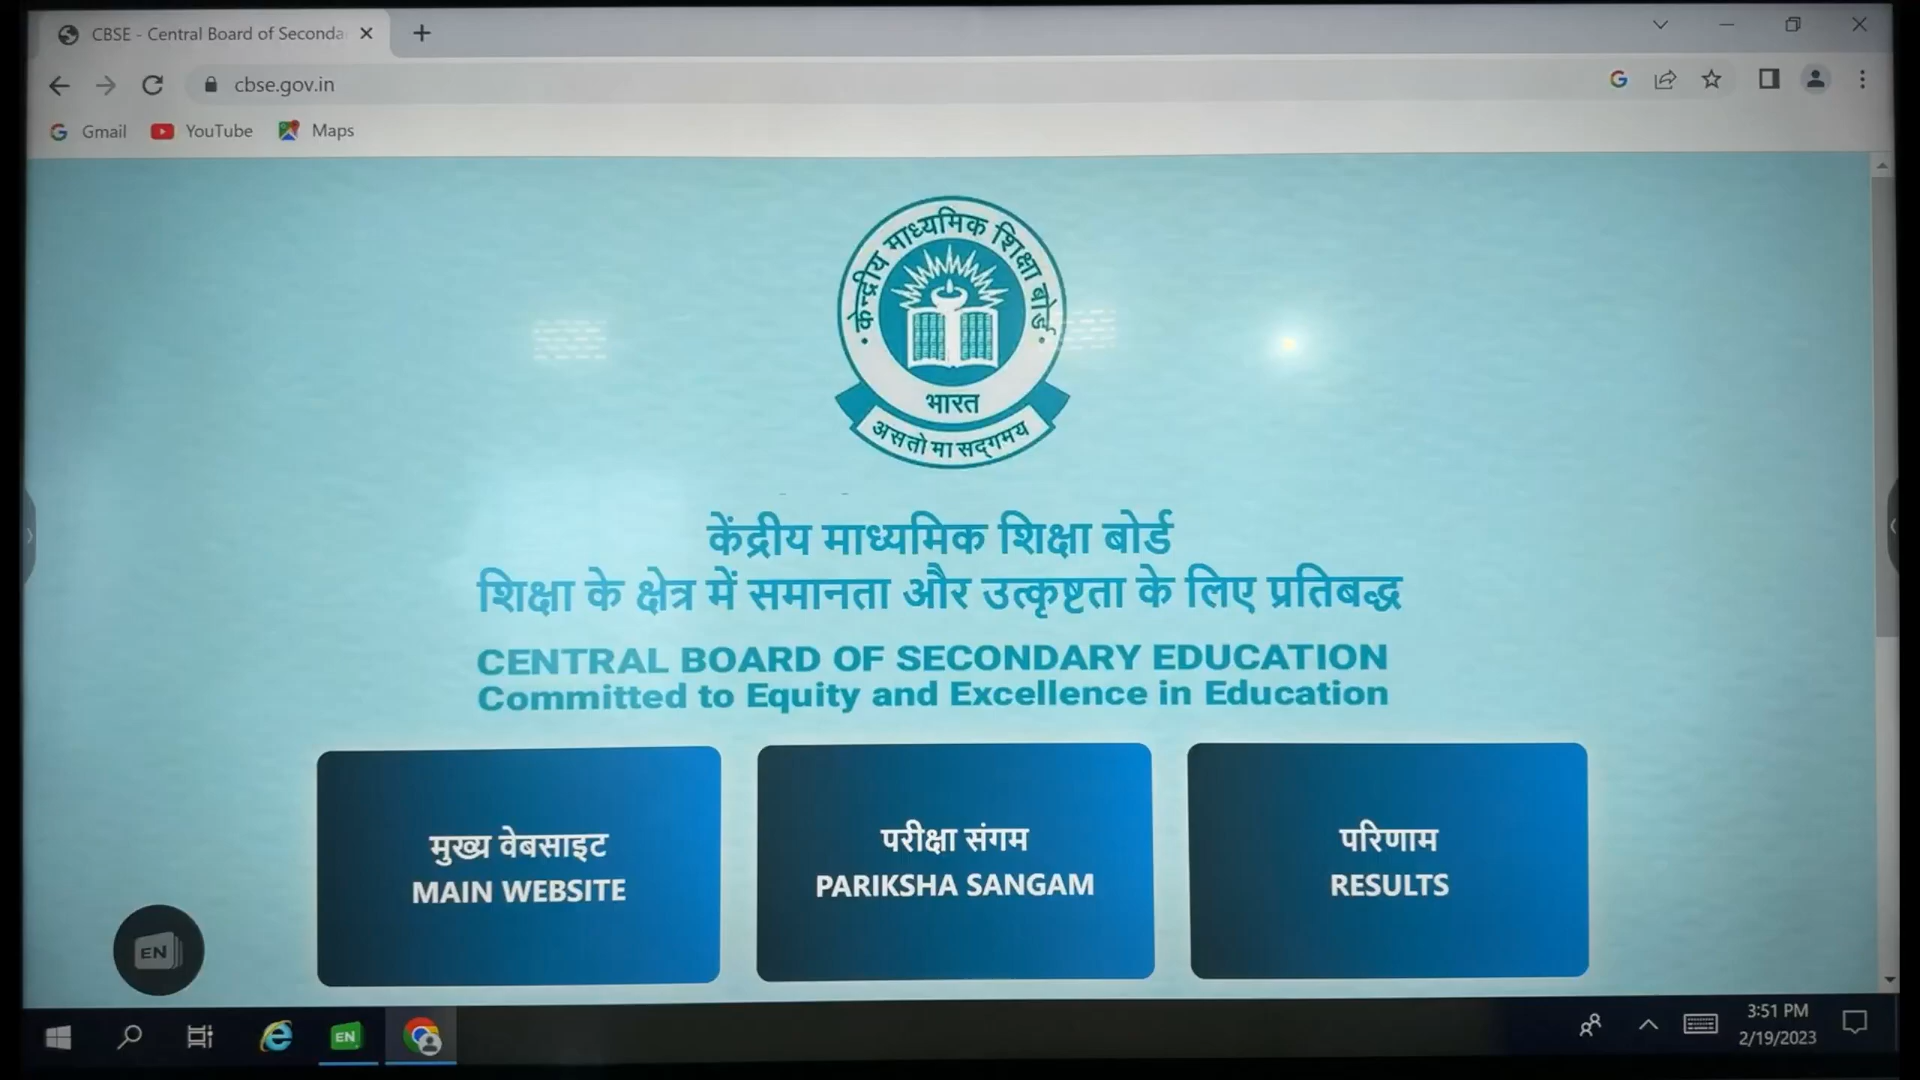 CBSE - Central Board of Seconda
cbse.gov.in
Gmail
YouTube
Maps
केन्द्रीय माध्यमिक शिक्षा बोर्ड
भारत
असतो मा सद्गमय
केंद्रीय माध्यमिक शिक्षा बोर्ड
शिक्षा के क्षेत्र में समानता और उत्कृष्टता के लिए प्रतिबद्ध
CENTRAL BOARD OF SECONDARY EDUCATION
Committed to Equity and Excellence in Education
मुख्य वेबसाइट
MAIN WEBSITE
परीक्षा संगम
PARIKSHA SANGAM
परिणाम
RESULTS
EN
EN
3:51 PM
2/19/2023